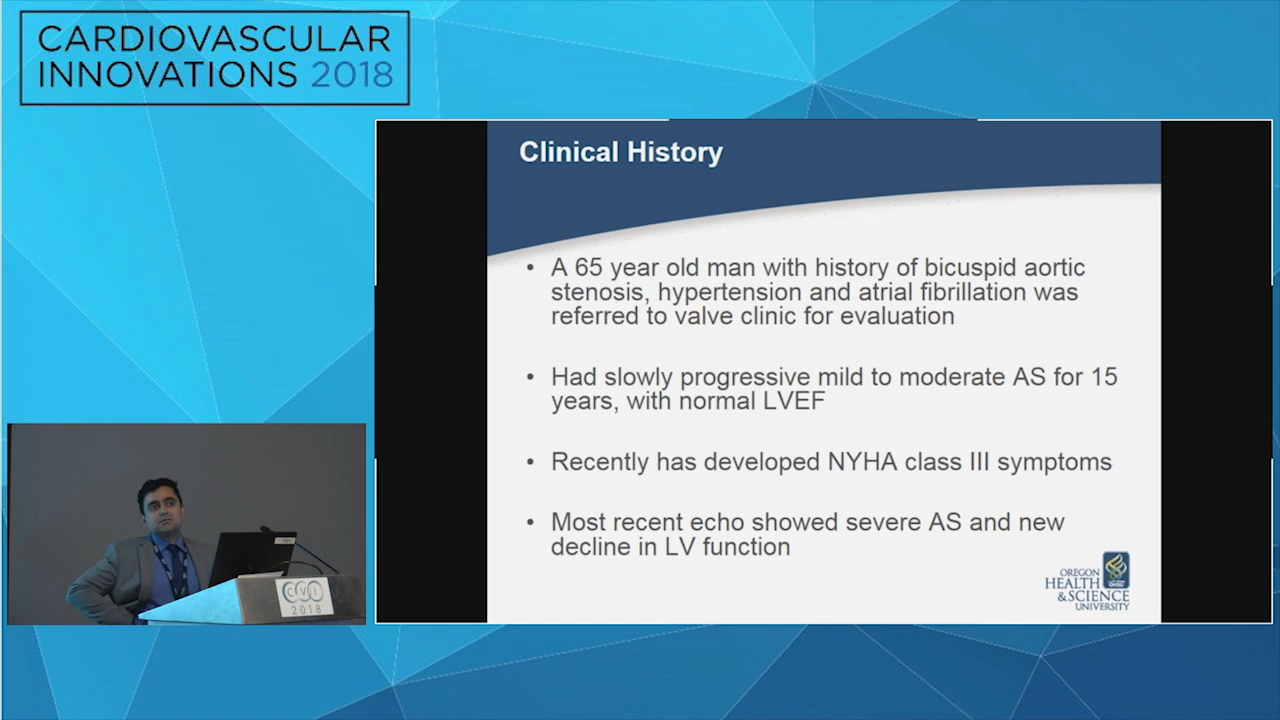 CARDIOVASCULAR
INNOVATIONS 2018
Clinical History
• A 65 year old man with history of bicuspid aortic
stenosis, hypertension and atrial fibrillation was
referred to valve clinic for evaluation
• Had slowly progressive mild to moderate AS for 15
years, with normal LVEF
• Recently has developed NYHA class III symptoms
• Most recent echo showed severe AS and new
decline in LV function
OREGON
HEALTH
&SCIENCE
UNIVERSITY
OHSU
CVI
2018